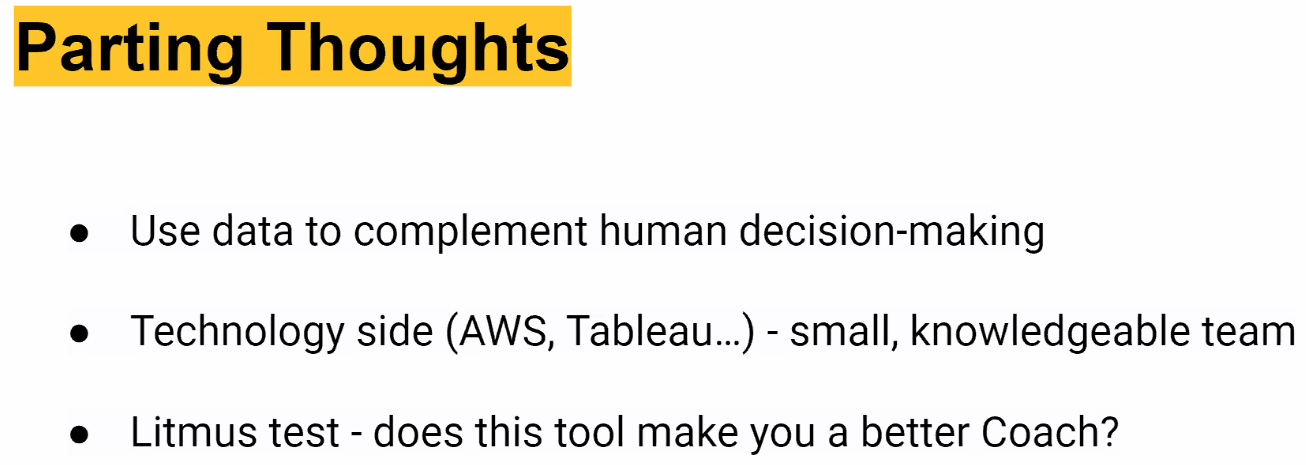 Parting Thoughts
● Use data to complement human decision-making
● Technology side (AWS, Tableau...) - small, knowledgeable team
● Litmus test - does this tool make you a better Coach?